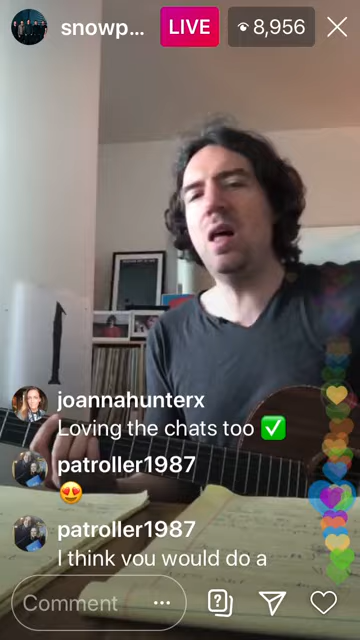 snowp...
LIVE
8,956
joannahunterx
Loving the chats too ✅
patroller1987
😍
patroller1987
I think you would do a
Comment